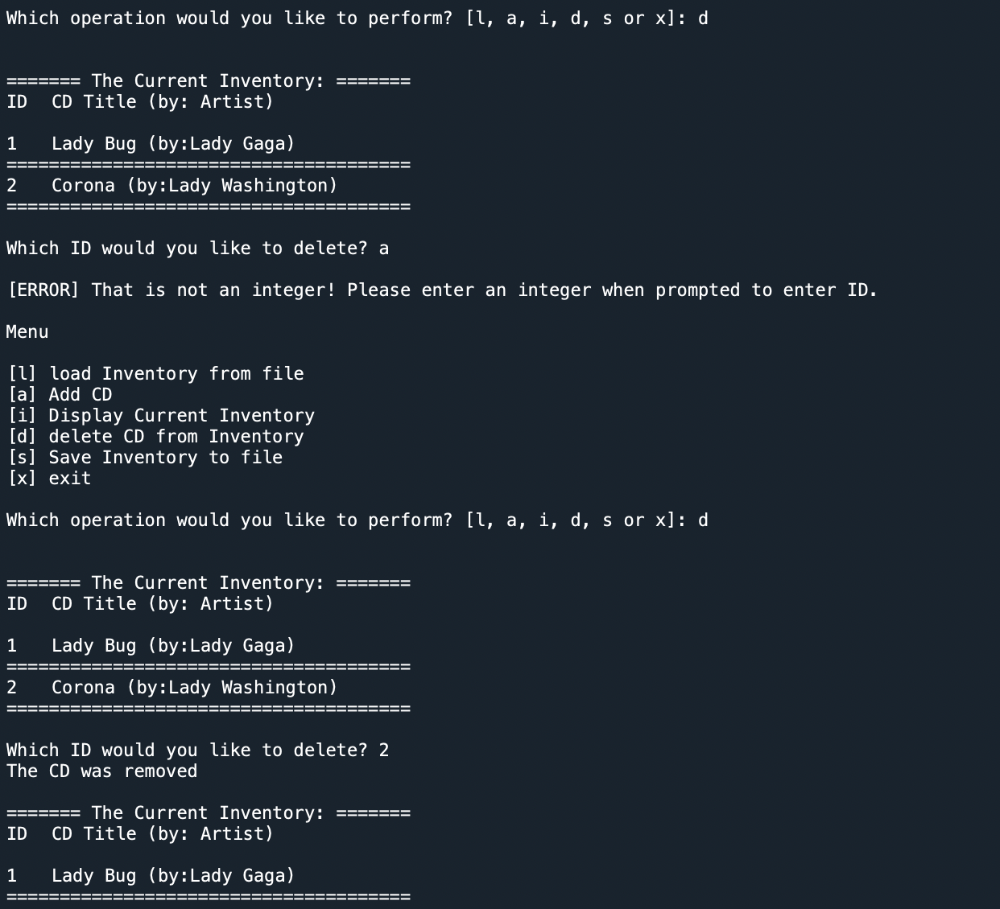 Which operation would you like to perform? [l, a, i, d, s or x]: d
======= The Current Inventory: =======
ID CD Title (by: Artist)
1 Lady Bug (by:Lady Gaga)
======================================
2 Corona (by:Lady Washington)
======================================
Which ID would you like to delete? a
[ERROR] That is not an integer! Please enter an integer when prompted to enter ID.
Menu
[l] load Inventory from file
[a] Add CD
[i] Display Current Inventory
[d] delete CD from Inventory
[s] Save Inventory to file
[x] exit
Which operation would you like to perform? [l, a, i, d, s or x]: d
======= The Current Inventory: =======
ID CD Title (by: Artist)
1 Lady Bug (by:Lady Gaga)
======================================
2 Corona (by:Lady Washington)
======================================
Which ID would you like to delete? 2
The CD was removed
======= The Current Inventory: =======
ID CD Title (by: Artist)
1 Lady Bug (by:Lady Gaga)
======================================